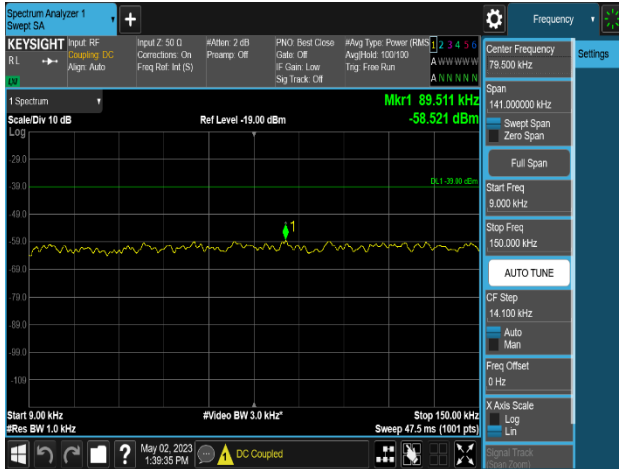 Spectrum Analyzer 1
Swept SA
Frequency
KEYSIGHT
RL
Input: RF
Coupling: DC
Align: Auto
Input Z: 50 Ω
Corrections: On
Freq Ref: Int (S)
#Atten: 2 dB
Preamp: Off
PNO: Best Close
Gate: Off
IF Gain: Low
Sig Track: Off
#Avg Type: Power (RMS
Avg|Hold: 100/100
Trig: Free Run
1 2 3 4 5 6
A W W W W W
A N N N N N
LV
Center Frequency
79.500 kHz
Settings
Span
141.000000 kHz
Swept Span
Zero Span
Full Span
Start Freq
9.000 kHz
Stop Freq
150.000 kHz
AUTO TUNE
CF Step
14.100 kHz
Auto
Man
Freq Offset
0 Hz
X Axis Scale
Log
Lin
Signal Track
(Span Zoom)
1 Spectrum
Scale/Div 10 dB
Log
Ref Level -19.00 dBm
Mkr1 89.511 kHz
-58.521 dBm
-29.0
-39.0
-49.0
-59.0
-69.0
-79.0
-89.0
-99.0
-109
DL1 -39.00 dBm
1
Start 9.00 kHz
#Res BW 1.0 kHz
#Video BW 3.0 kHz*
Stop 150.00 kHz
Sweep 47.5 ms (1001 pts)
?
May 02, 2023
1:39:35 PM
DC Coupled